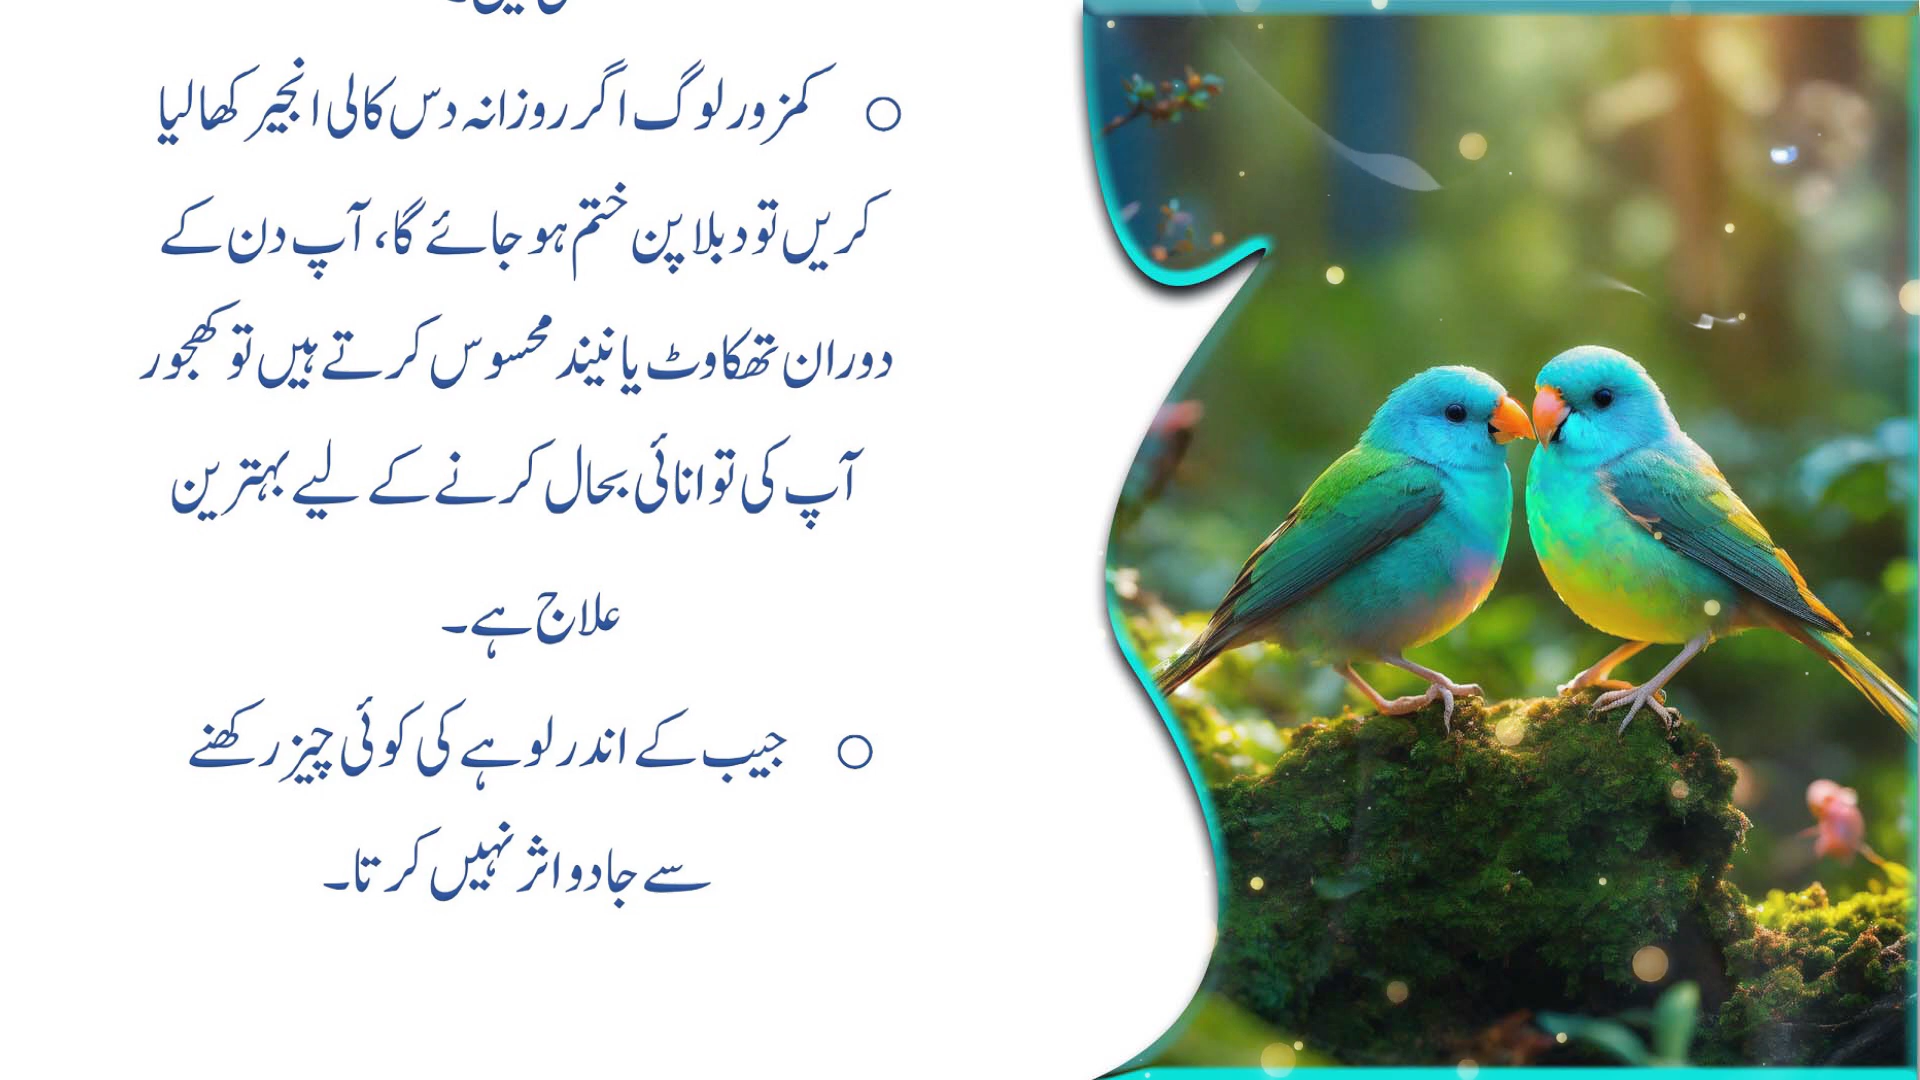 ○ کمزور لوگ اگر روزانہ دس کالی انجیر کھا لیا
کریں تو دبلا پن ختم ہو جائے گا، آپ دن کے
دوران تھکاوٹ یا نیند محسوس کرتے ہیں تو کھجور
آپ کی توانائی بحال کرنے کے لیے بہترین
علاج ہے۔
○ جیب کے اندر لوہے کی کوئی چیز رکھنے
سے جادو اثر نہیں کرتا۔